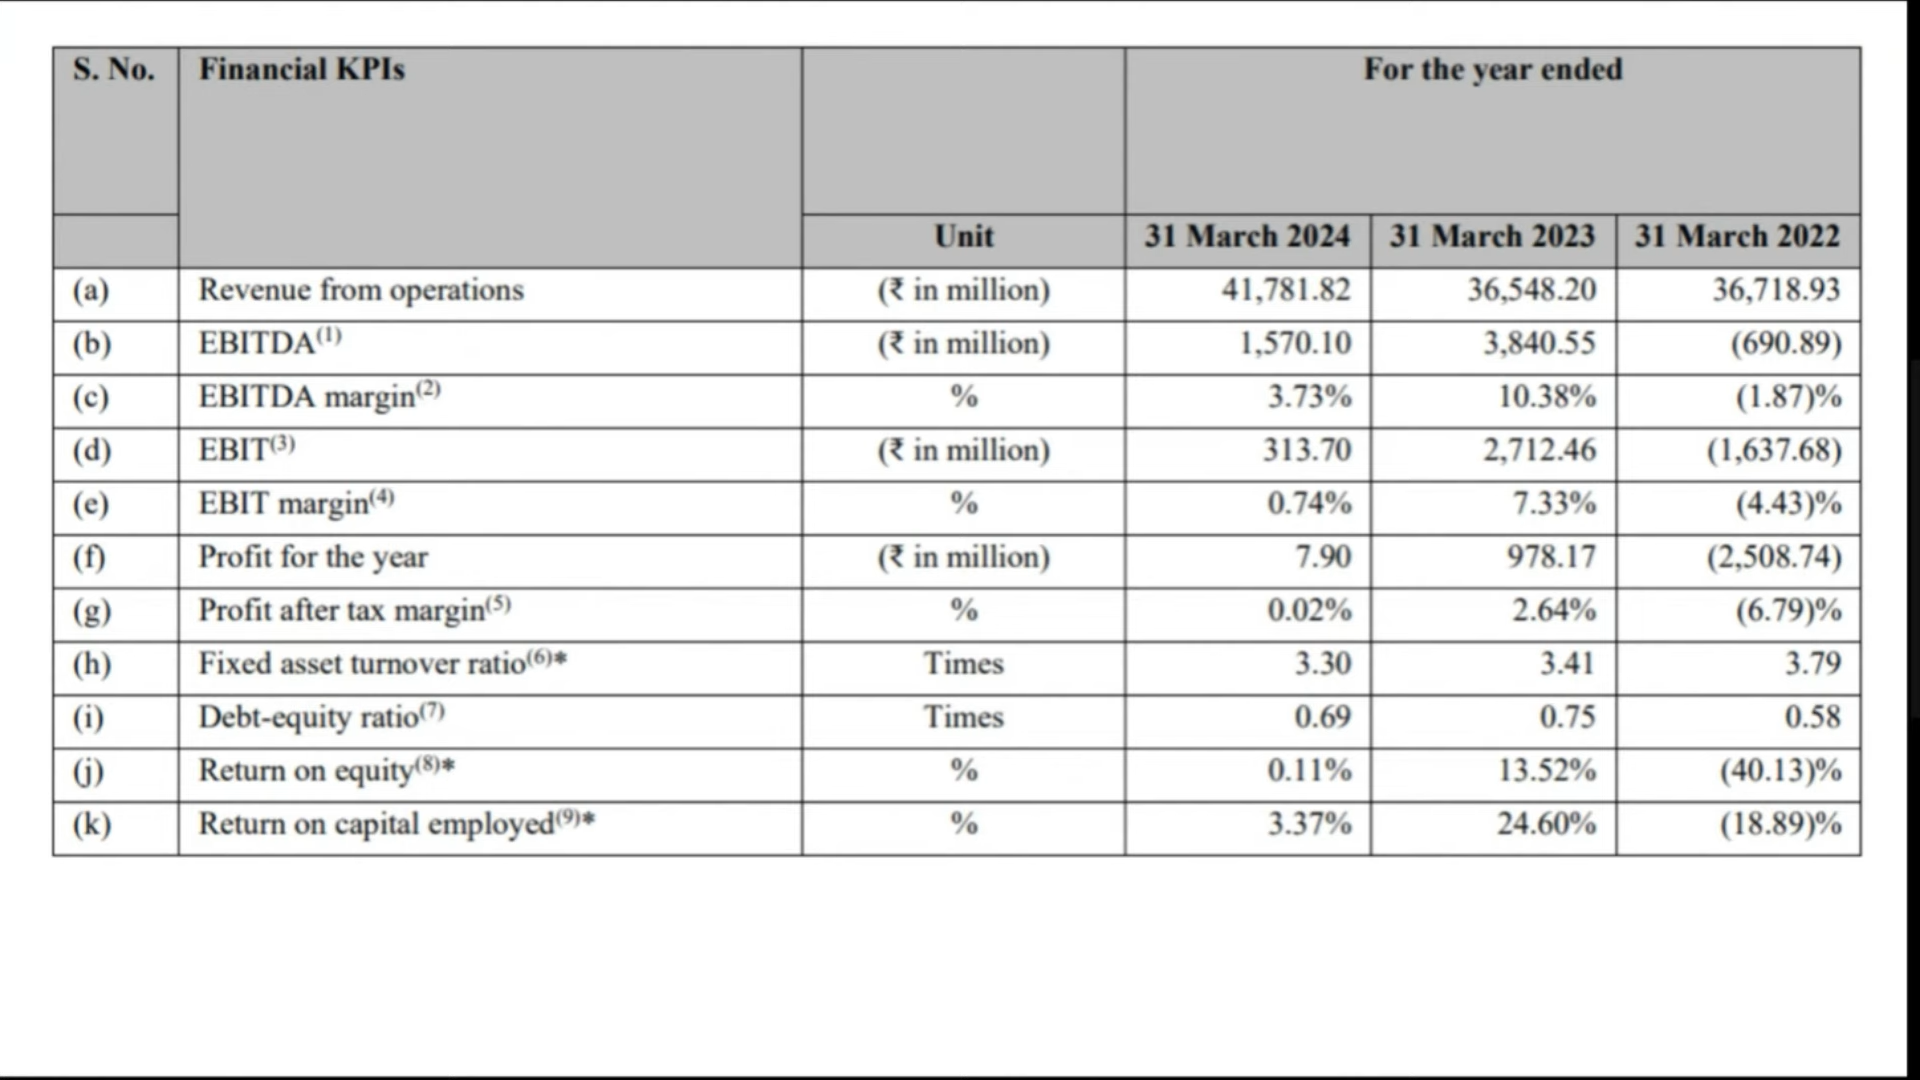 S. No. Financial KPIs For the year ended
Unit 31 March 2024 31 March 2023 31 March 2022
(a) Revenue from operations (₹ in million) 41,781.82 36,548.20 36,718.93
(b) EBITDA(1) (₹ in million) 1,570.10 3,840.55 (690.89)
(c) EBITDA margin(2) % 3.73% 10.38% (1.87)%
(d) EBIT(3) (₹ in million) 313.70 2,712.46 (1,637.68)
(e) EBIT margin(4) % 0.74% 7.33% (4.43)%
(f) Profit for the year (₹ in million) 7.90 978.17 (2,508.74)
(g) Profit after tax margin(5) % 0.02% 2.64% (6.79)%
(h) Fixed asset turnover ratio(6)* Times 3.30 3.41 3.79
(i) Debt-equity ratio(7) Times 0.69 0.75 0.58
(j) Return on equity(8)* % 0.11% 13.52% (40.13)%
(k) Return on capital employed(9)* % 3.37% 24.60% (18.89)%